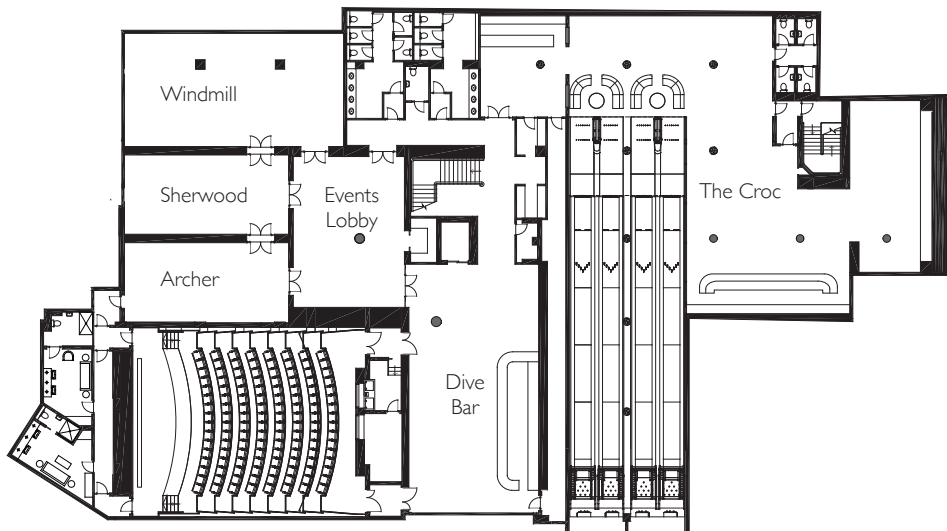 Windmill
Sherwood
Events
Lobby
The Croc
Archer
Dive
Bar